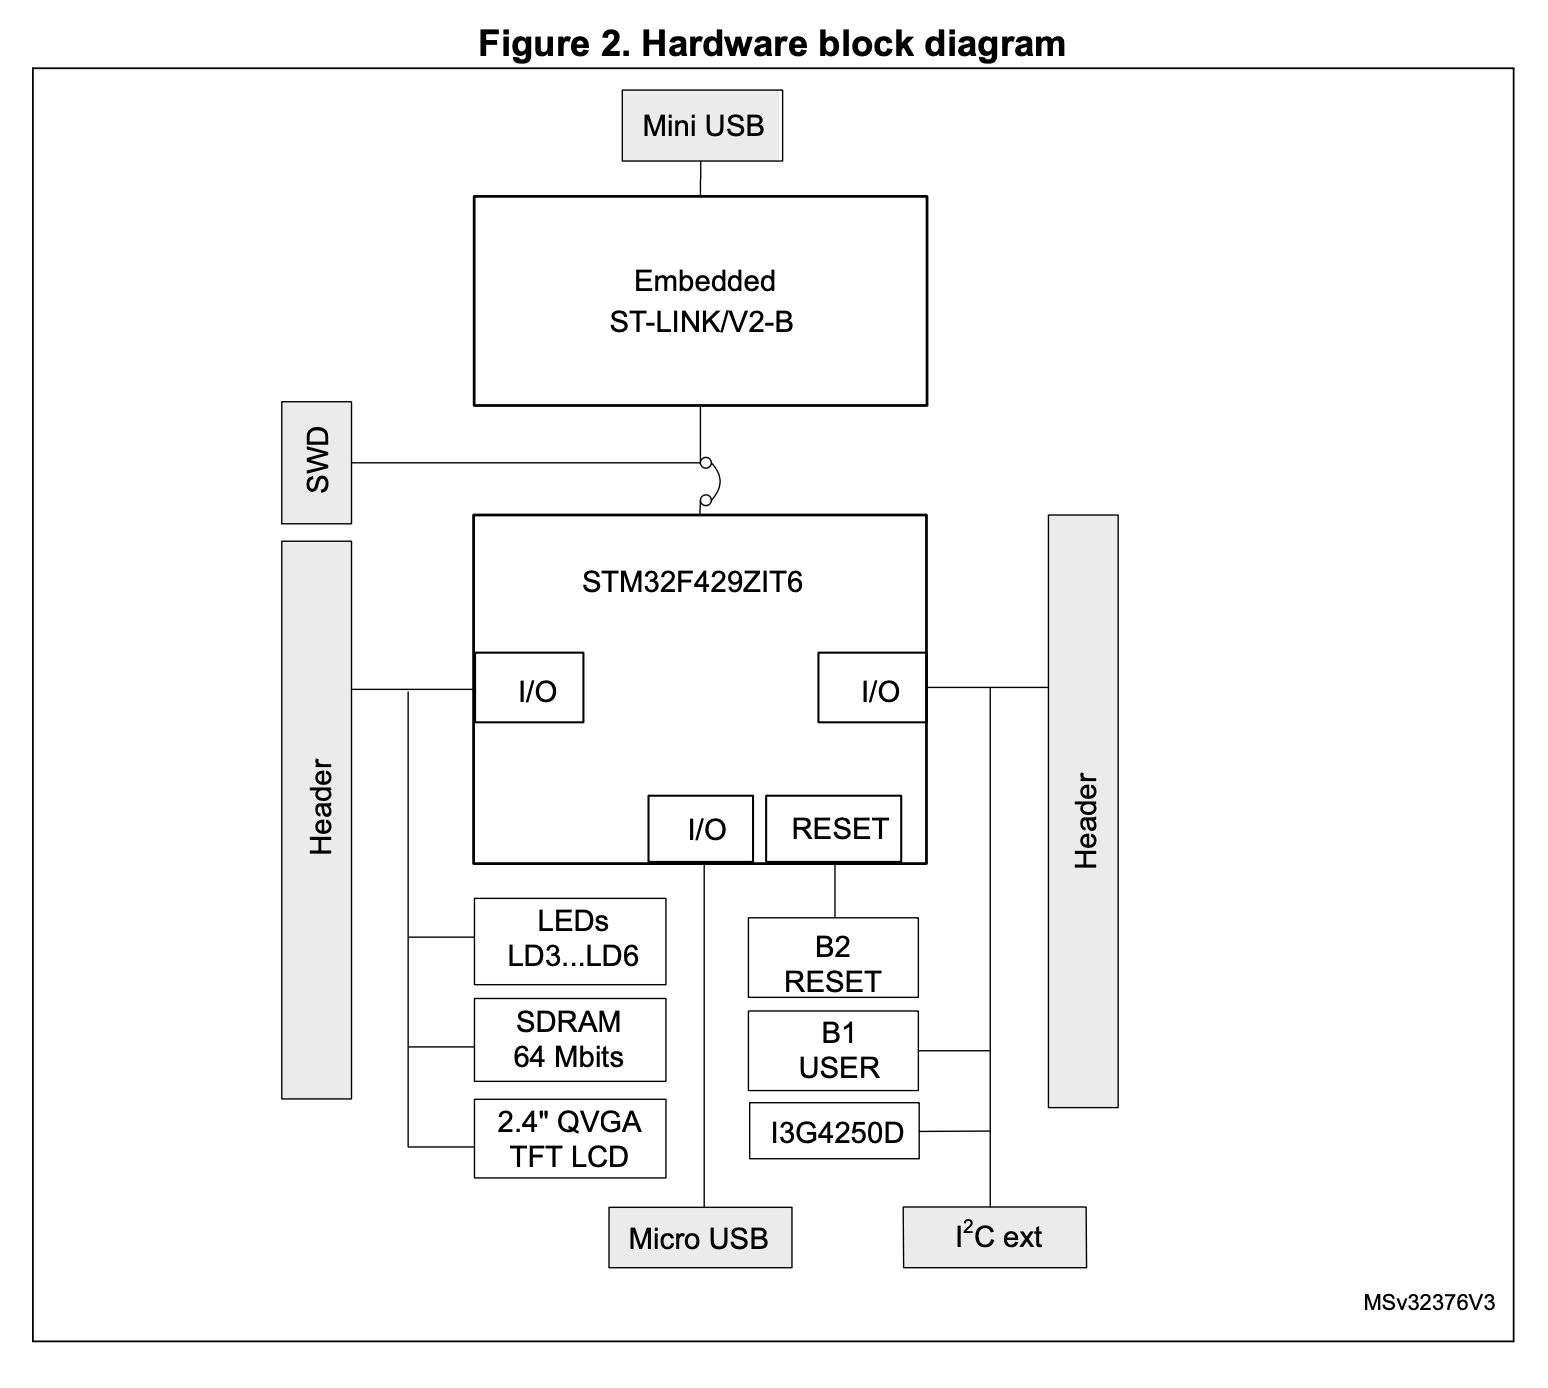 Figure 2. Hardware block diagram
Mini USB
Embedded
ST-LINK/V2-B
SWD
STM32F429ZIT6
I/O
I/O
Header
Header
I/O
RESET
LEDs
LD3...LD6
B2
RESET
SDRAM
64 Mbits
B1
USER
2.4" QVGA
TFT LCD
I3G4250D
Micro USB
I²C ext
MSv32376V3